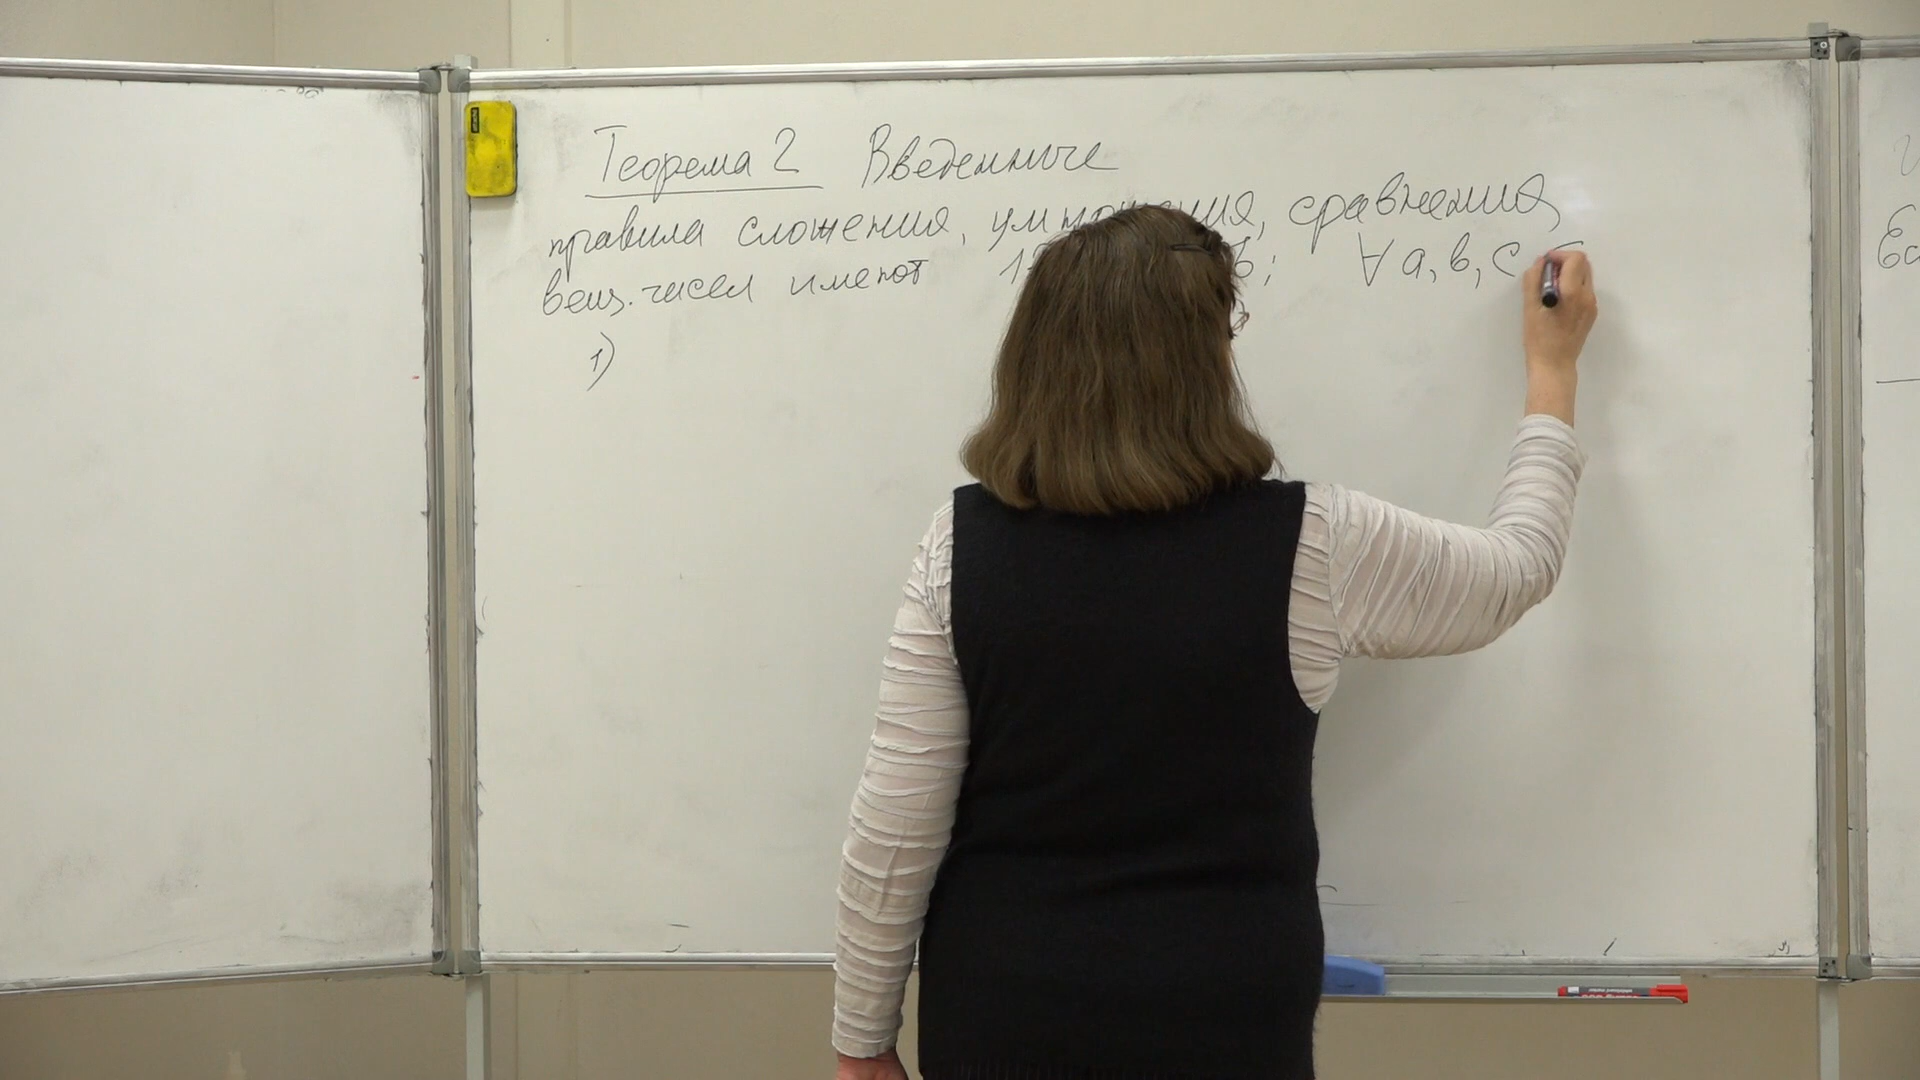 Теорема 2 Введенные
правила сложения, умножения, сравнения
вещ. чисел имеют ∀ a, b, c
1)